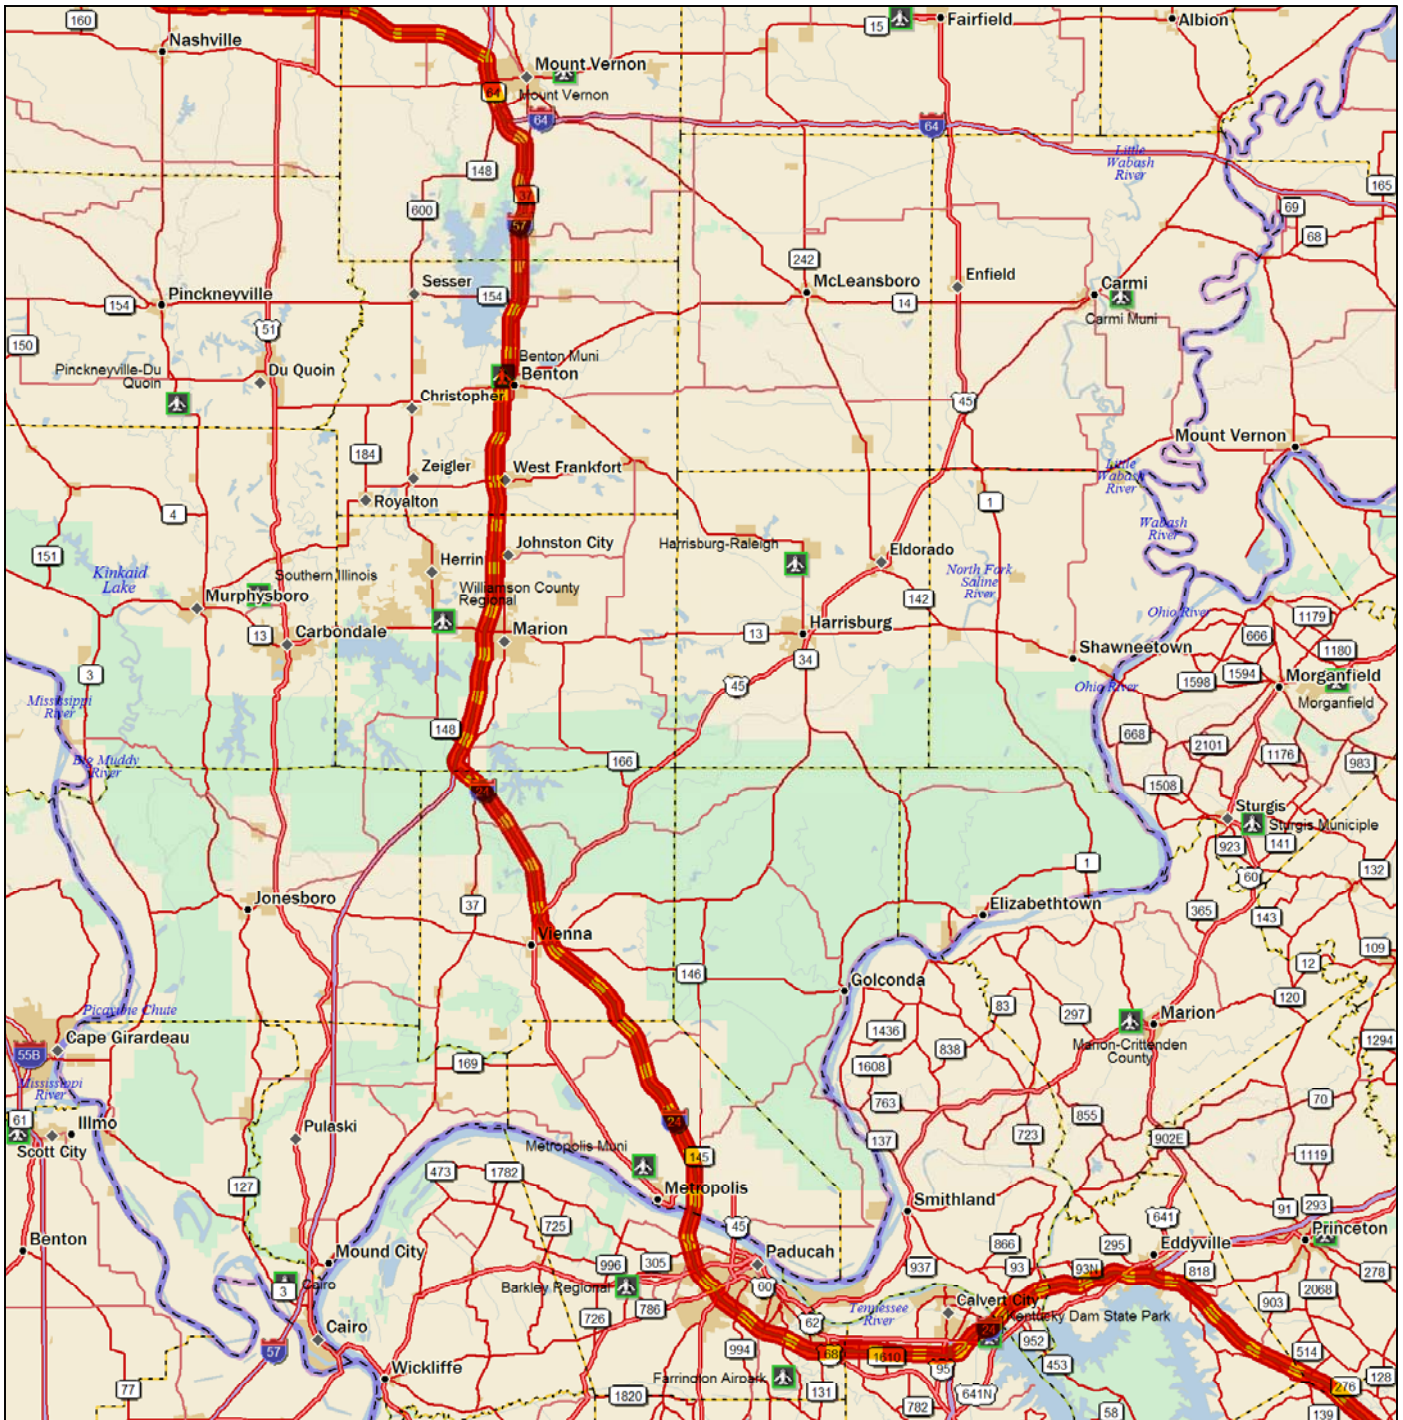 160
Nashville
15
Fairfield
Albion
Mount Vernon
64
Mount Vernon
64
64
Little
Wabash
River
148
165
37
600
69
57
68
242
Sesser
McLeansboro
Enfield
Carmi
154
Pinckneyville
154
14
Carmi Muni
51
150
Benton Muni
Pinckneyville-Du
Quoin
Du Quoin
Benton
Christopher
45
Mount Vernon
184
Zeigler
West Frankfort
Little
Wabash
River
Royalton
1
4
Wabash
River
151
Johnston City
Harrisburg-Raleigh
Eldorado
Herrin
Kinkaid
Lake
Southern Illinois
North Fork
Saline
River
Williamson County
Regional
Murphysboro
142
Ohio River
1179
13
Carbondale
Marion
13
Harrisburg
666
Shawneetown
1180
34
3
45
Ohio River
1598
1594
Morganfield
Mississippi
River
Morganfield
148
668
2101
1176
Big Muddy
River
166
983
24
1508
Sturgis
Sturgis Municiple
923
141
1
132
60
Jonesboro
37
Elizabethtown
365
143
Vienna
109
146
Golconda
12
83
120
Picayune Chute
297
Marion
1436
Cape Girardeau
838
Marion-Crittenden
County
1294
55B
169
1608
Mississippi
River
763
70
61
Illmo
24
855
Pulaski
723
902E
Scott City
Metropolis Muni
137
145
1119
473
1782
127
Metropolis
Smithland
91
293
725
45
641
Princeton
Benton
Mound City
Paducah
866
295
Eddyville
996
305
937
93
93N
818
278
Cairo
Barkley Regional
60
3
2068
786
Calvert City
903
Tennessee
River
726
62
Kentucky Dam State Park
Cairo
24
952
57
994
68
1610
453
514
Wickliffe
95
Farrington Airpark
128
77
131
641N
276
1820
782
58
139